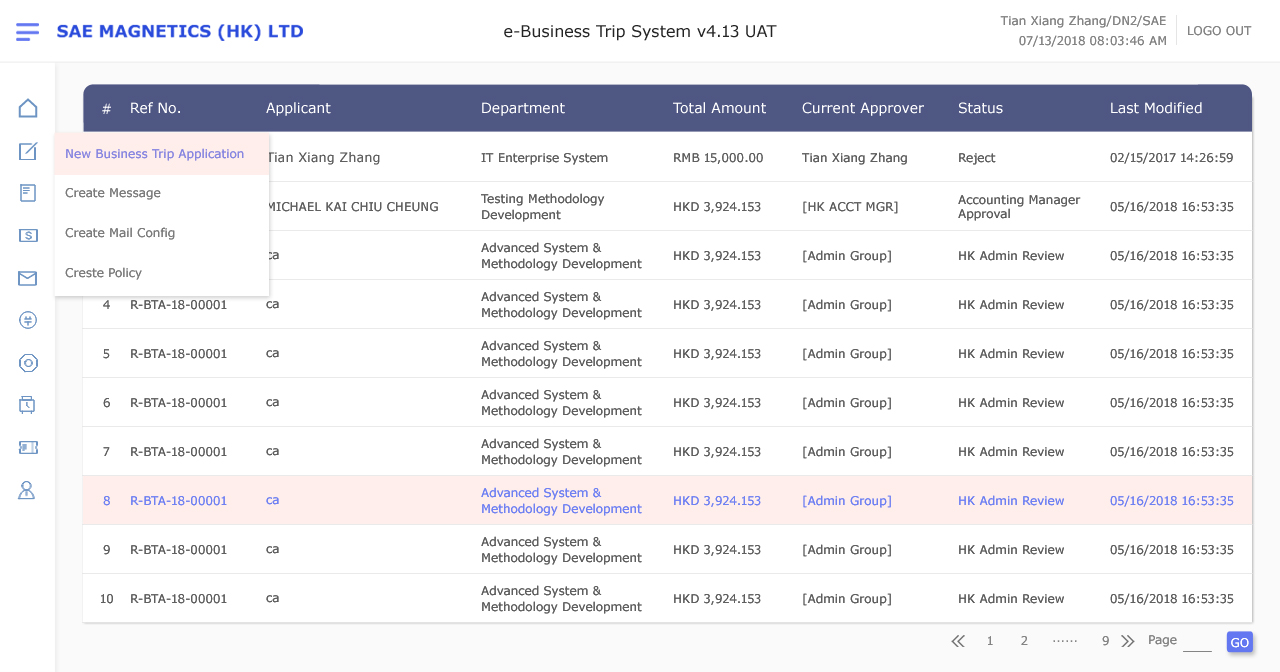 SAE MAGNETICS (HK) LTD
e-Business Trip System v4.13 UAT
Tian Xiang Zhang/DN2/SAE
07/13/2018 08:03:46 AM
LOGO OUT
# Ref No. Applicant Department Total Amount Current Approver Status Last Modified
New Business Trip Application
Create Message
Create Mail Config
Creste Policy
Tian Xiang Zhang IT Enterprise System RMB 15,000.00 Tian Xiang Zhang Reject 02/15/2017 14:26:59
MICHAEL KAI CHIU CHEUNG Testing Methodology Development HKD 3,924.153 [HK ACCT MGR] Accounting Manager Approval 05/16/2018 16:53:35
ca Advanced System & Methodology Development HKD 3,924.153 [Admin Group] HK Admin Review 05/16/2018 16:53:35
4 R-BTA-18-00001 ca Advanced System & Methodology Development HKD 3,924.153 [Admin Group] HK Admin Review 05/16/2018 16:53:35
5 R-BTA-18-00001 ca Advanced System & Methodology Development HKD 3,924.153 [Admin Group] HK Admin Review 05/16/2018 16:53:35
6 R-BTA-18-00001 ca Advanced System & Methodology Development HKD 3,924.153 [Admin Group] HK Admin Review 05/16/2018 16:53:35
7 R-BTA-18-00001 ca Advanced System & Methodology Development HKD 3,924.153 [Admin Group] HK Admin Review 05/16/2018 16:53:35
8 R-BTA-18-00001 ca Advanced System & Methodology Development HKD 3,924.153 [Admin Group] HK Admin Review 05/16/2018 16:53:35
9 R-BTA-18-00001 ca Advanced System & Methodology Development HKD 3,924.153 [Admin Group] HK Admin Review 05/16/2018 16:53:35
10 R-BTA-18-00001 ca Advanced System & Methodology Development HKD 3,924.153 [Admin Group] HK Admin Review 05/16/2018 16:53:35
1 2 ...... 9 Page GO